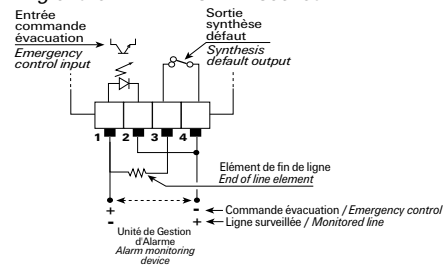 Entrée
commande
évacuation
Emergency
control input
Sortie
synthèse
défaut
Synthesis
default output
1 2 3 4
Elément de fin de ligne
End of line element
+ -
- +
Commande évacuation / Emergency control
Ligne surveillée / Monitored line
Unité de Gestion
d'Alarme
Alarm monitoring
device